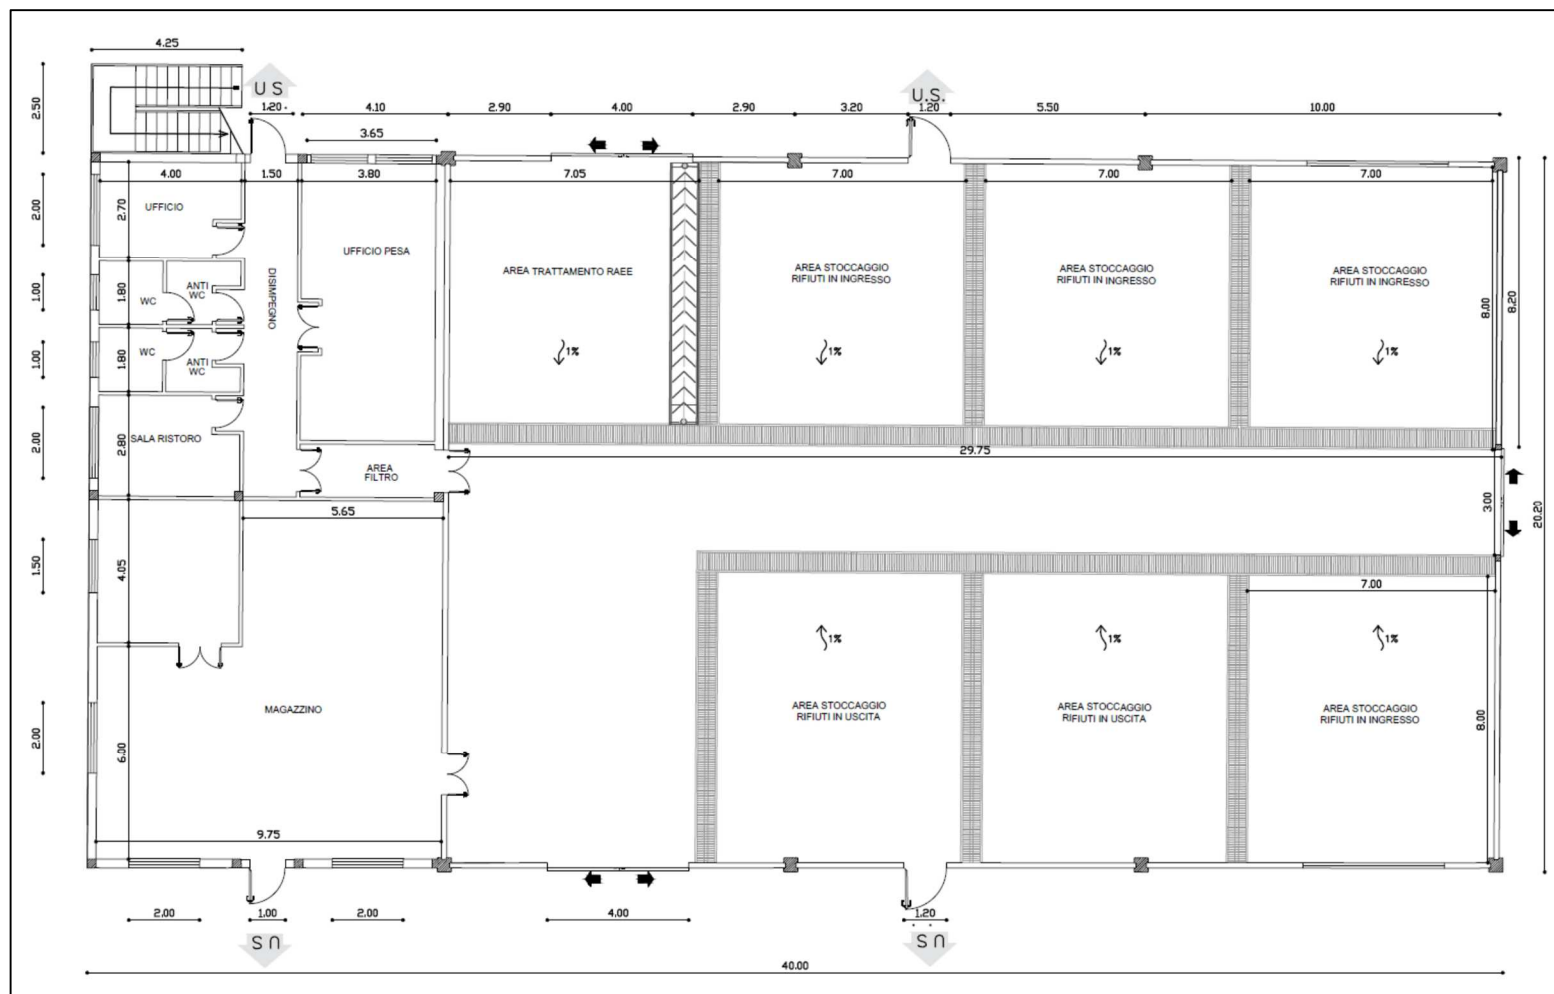 4.25
2.50
U S
1.20
4.10
2.90
4.00
2.90
3.20
U.S.
1.20
5.50
10.00
3.65
4.00
1.50
3.80
7.05
7.00
7.00
7.00
2.00
2.70
UFFICIO
UFFICIO PESA
AREA TRATTAMENTO RAEE
AREA STOCCAGGIO
RIFIUTI IN INGRESSO
AREA STOCCAGGIO
RIFIUTI IN INGRESSO
AREA STOCCAGGIO
RIFIUTI IN INGRESSO
8.00
8.20
DISIMPEGNO
1.00
1.80
WC
ANTI
WC
1.00
1.80
WC
ANTI
WC
1%
1%
1%
1%
2.00
2.80
SALA RISTORO
AREA
FILTRO
29.75
3.00
20.20
5.65
1.50
4.05
7.00
1%
1%
1%
2.00
6.00
MAGAZZINO
AREA STOCCAGGIO
RIFIUTI IN USCITA
AREA STOCCAGGIO
RIFIUTI IN USCITA
AREA STOCCAGGIO
RIFIUTI IN INGRESSO
8.00
9.75
2.00
1.00
2.00
4.00
1.20
U S
U S
40.00